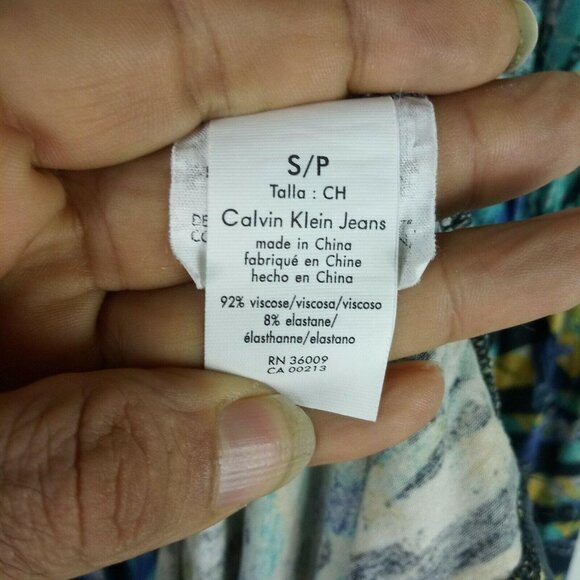 S/P
Talla : CH
Calvin Klein Jeans
made in China
fabriqué en Chine
hecho en China
92% viscose/viscosa/viscoso
8% elastane/
élasthanne/elastano
RN 36009
CA 00213